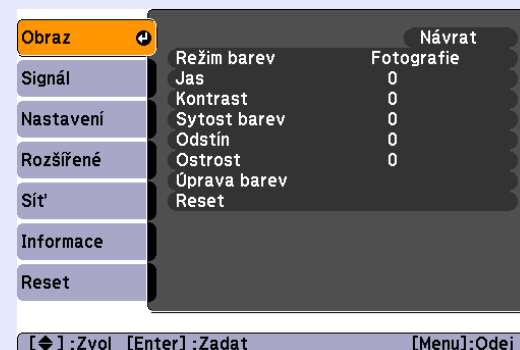 Obraz
Signál
Nastavení
Rozšířené
Síť
Informace
Reset
Návrat
Režim barev Fotografie
Jas 0
Kontrast 0
Sytost barev 0
Odstín 0
Ostrost 0
Úprava barev
Reset
[◆] :Zvol [Enter] :Zadat [Menu]:Odej